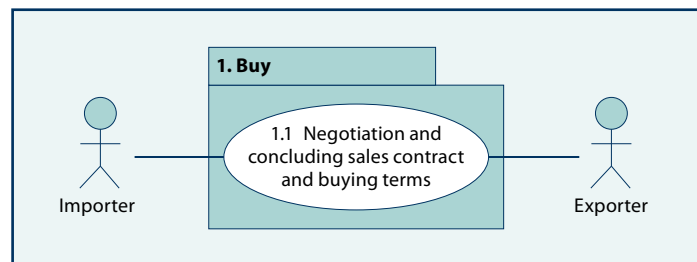 1. Buy
1.1 Negotiation and
concluding sales contract
and buying terms
Importer
Exporter